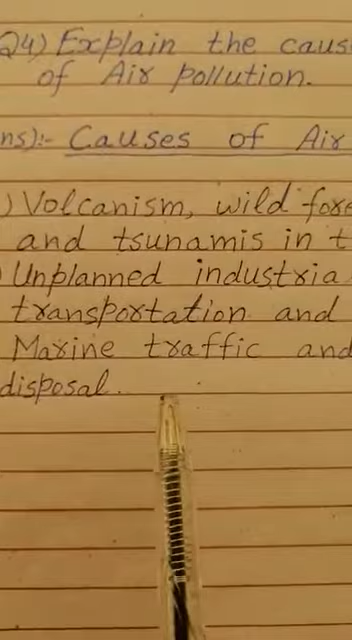 Q4) Explain the caus
of Air pollution.
ns):- Causes of Air
) Volcanism, wild fore
and tsunamis in t
Unplanned industria
transportation and
Marine traffic and
disposal.